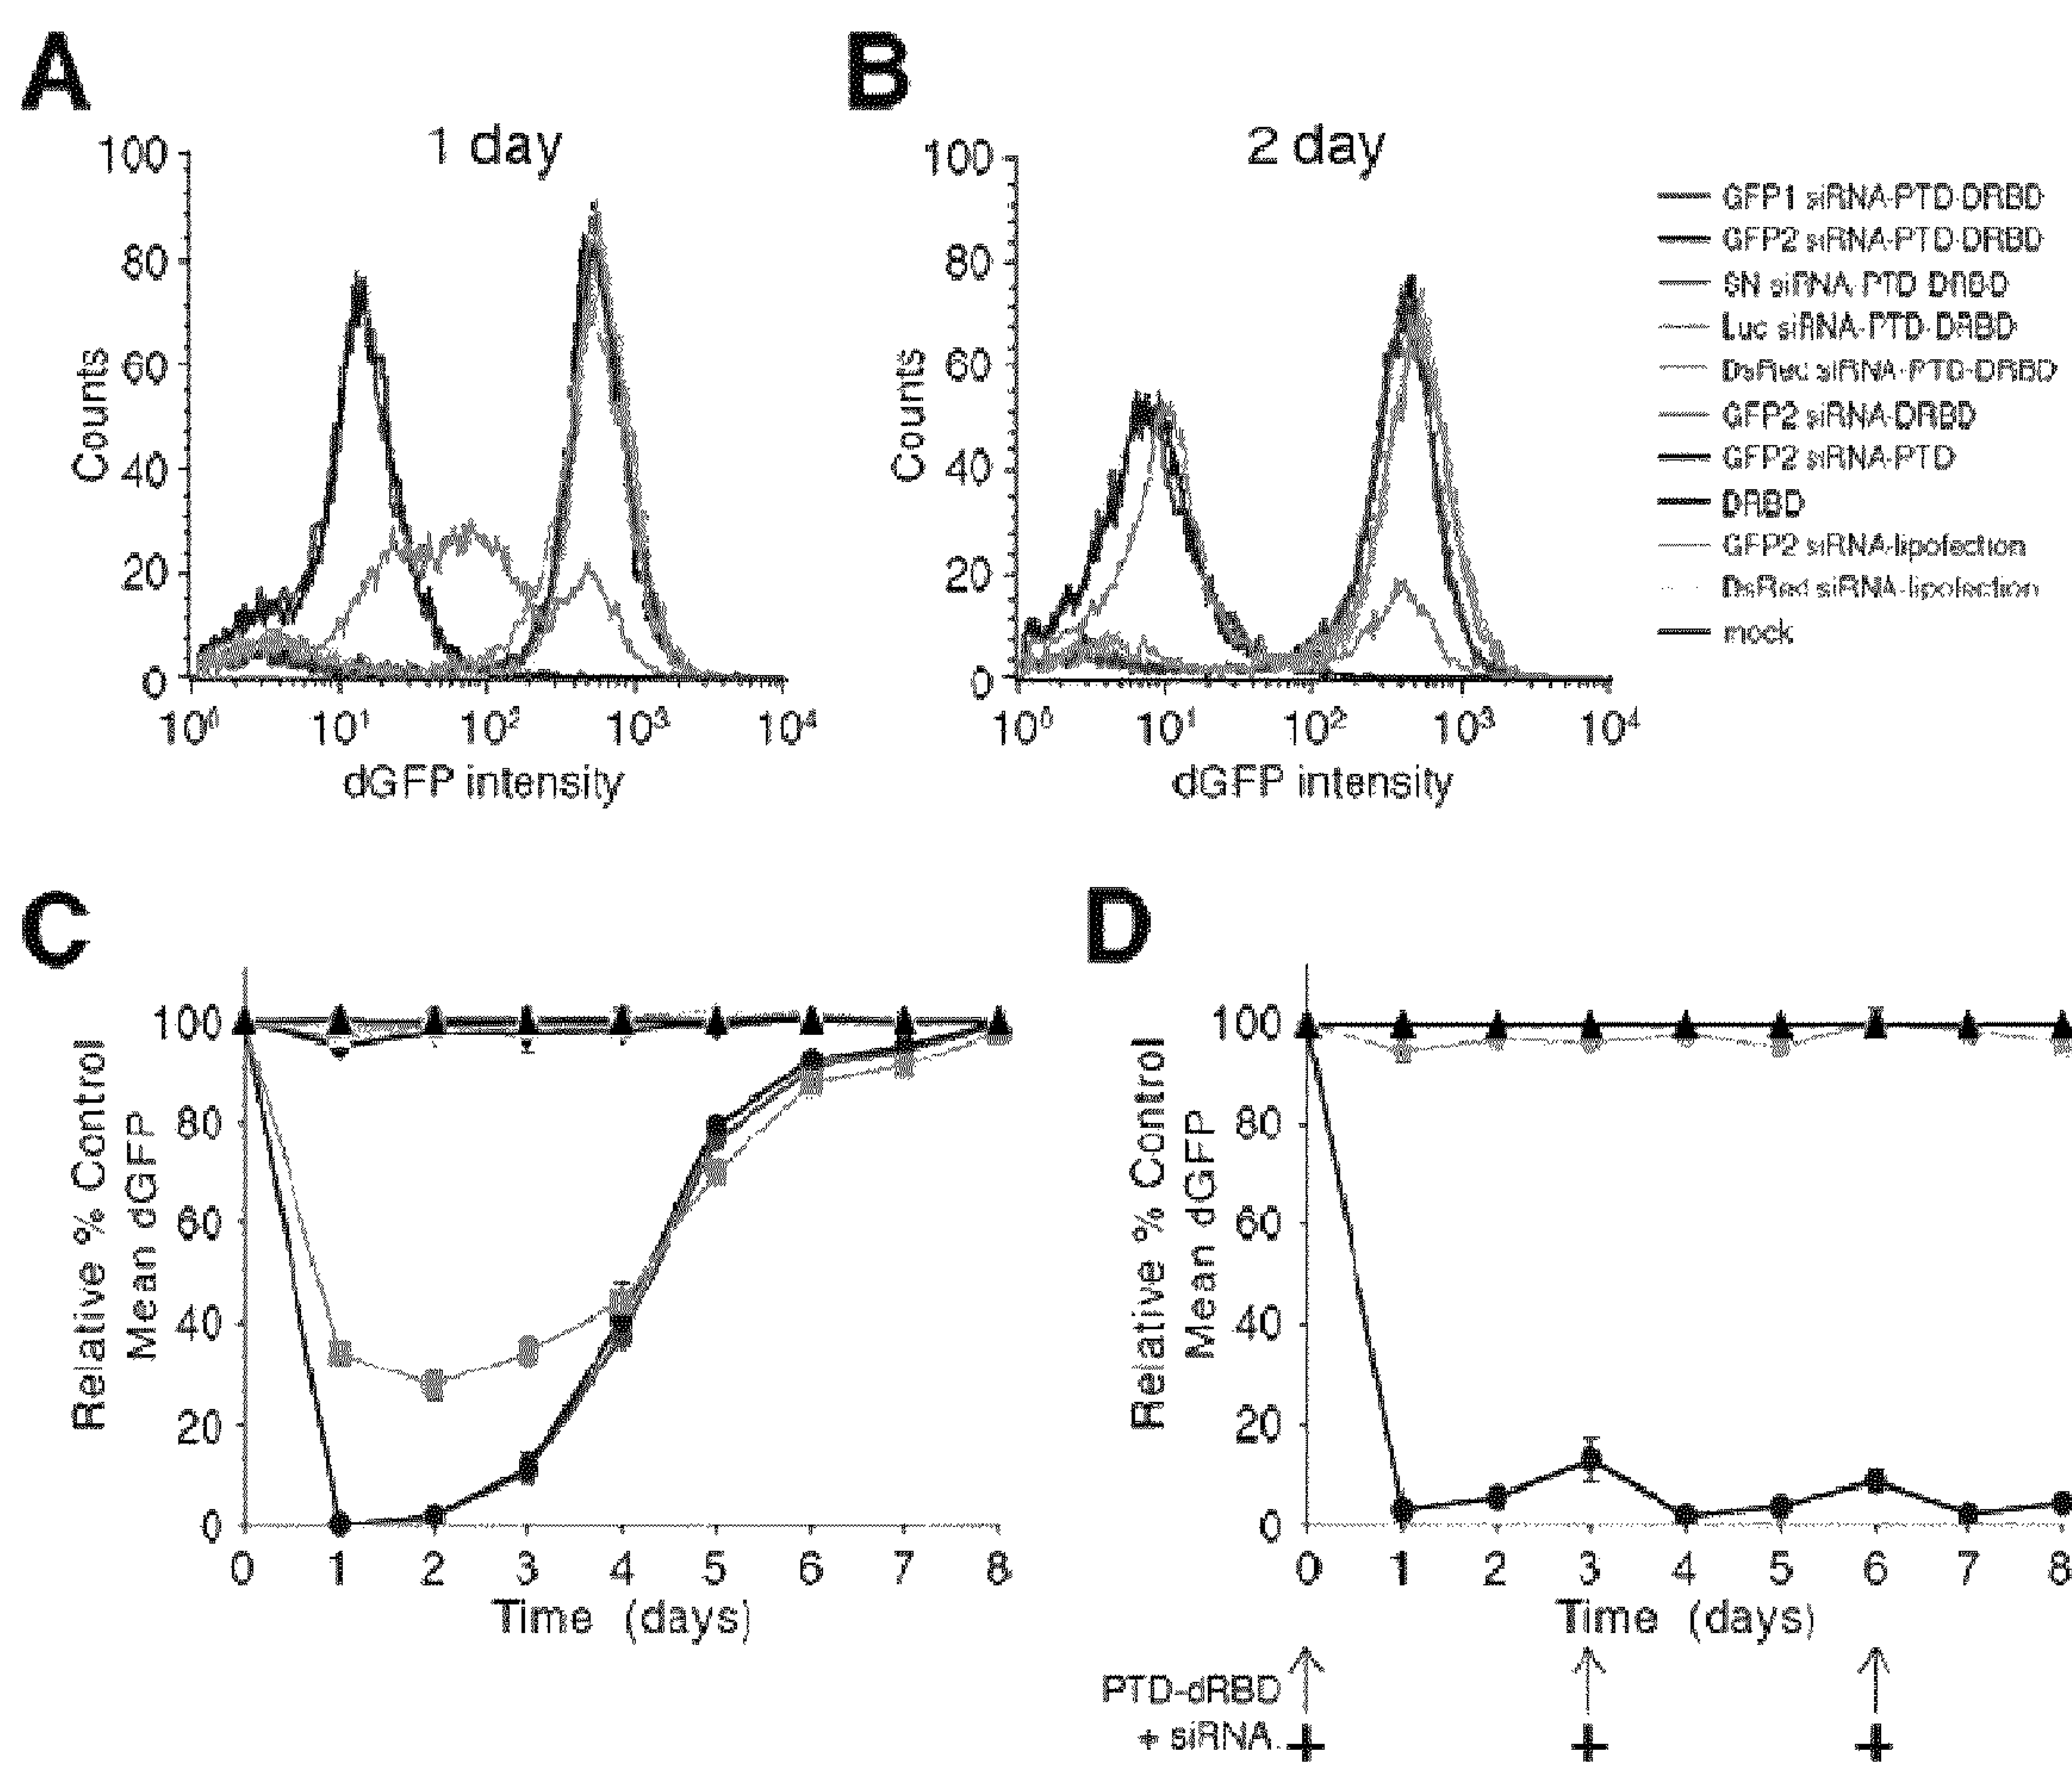 A
1 day
100
80
60
40
20
0
Counts
10⁰ 10¹ 10² 10³ 10⁴
dGFP intensity
B
2 day
100
80
60
40
20
0
Counts
10⁰ 10¹ 10² 10³ 10⁴
dGFP intensity
GFP1 siRNA-PTD-DRBD
GFP2 siRNA-PTD-DRBD
SN siRNA-PTD-DRBD
Luc siRNA-PTD-DRBD
DsRed siRNA-PTD-DRBD
GFP2 siRNA-DRBD
GFP2 siRNA-PTD
DRBD
GFP2 siRNA-lipofection
DsRed siRNA-lipofection
mock
C
100
80
60
40
20
0
Relative % Control
Mean dGFP
0 1 2 3 4 5 6 7 8
Time (days)
D
100
80
60
40
20
0
Relative % Control
Mean dGFP
0 1 2 3 4 5 6 7 8
Time (days)
PTD-dRBD
+ siRNA
+ + +